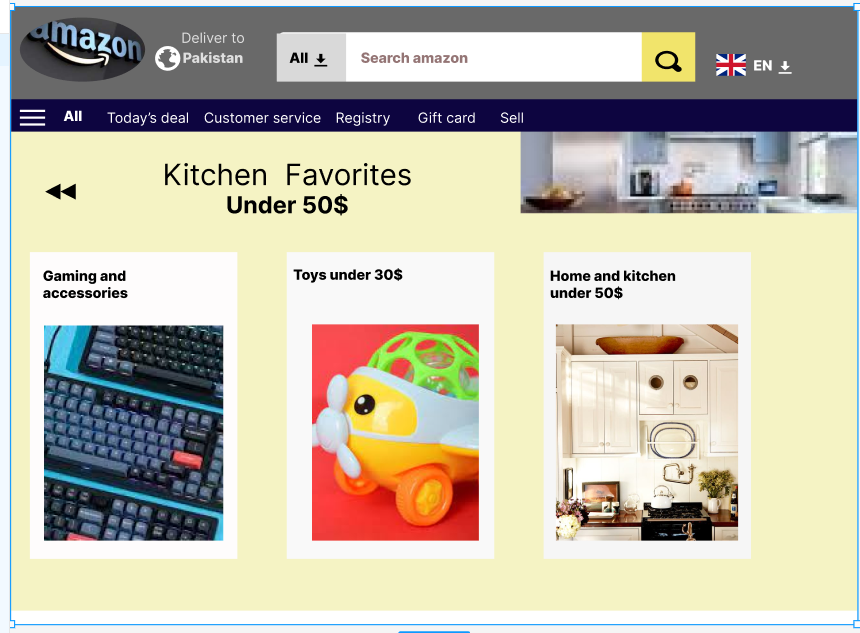 amazon
Deliver to
Pakistan
All
Search amazon
EN
All Today's deal Customer service Registry Gift card Sell
Kitchen Favorites
Under 50$
Gaming and
accessories
Toys under 30$
Home and kitchen
under 50$